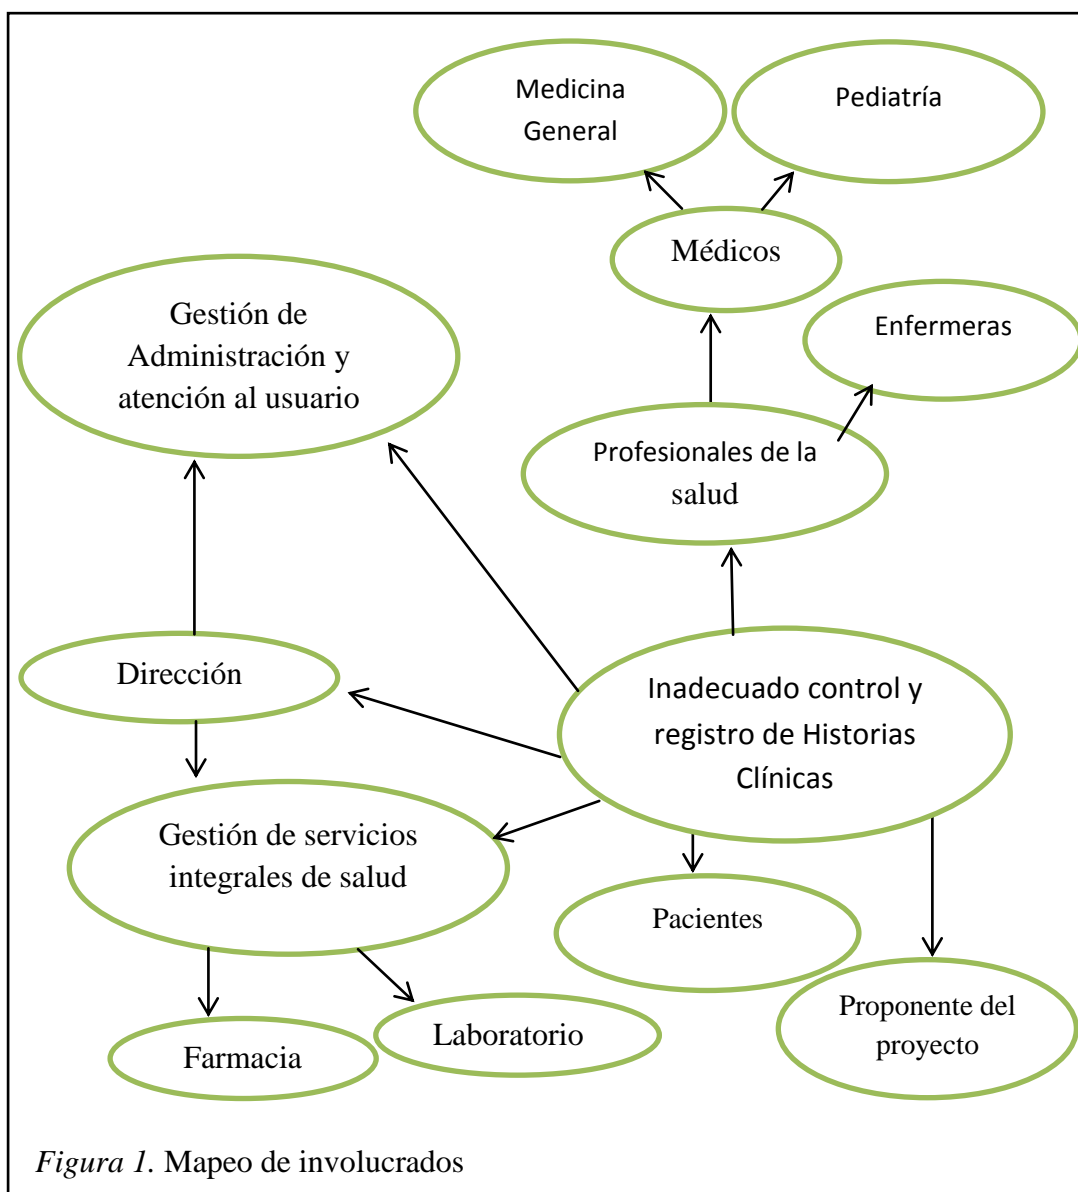 Medicina
General
Pediatría
Médicos
Enfermeras
Gestión de
Administración y
atención al usuario
Profesionales de la
salud
Dirección
Inadecuado control y
registro de Historias
Clínicas
Gestión de servicios
integrales de salud
Pacientes
Proponente del
proyecto
Laboratorio
Farmacia
Figura 1. Mapeo de involucrados